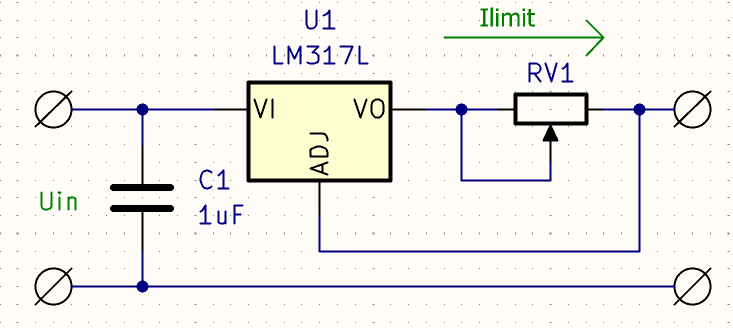 U1
LM317L
Ilimit
RV1
VI
VO
ADJ
C1
1uF
Uin